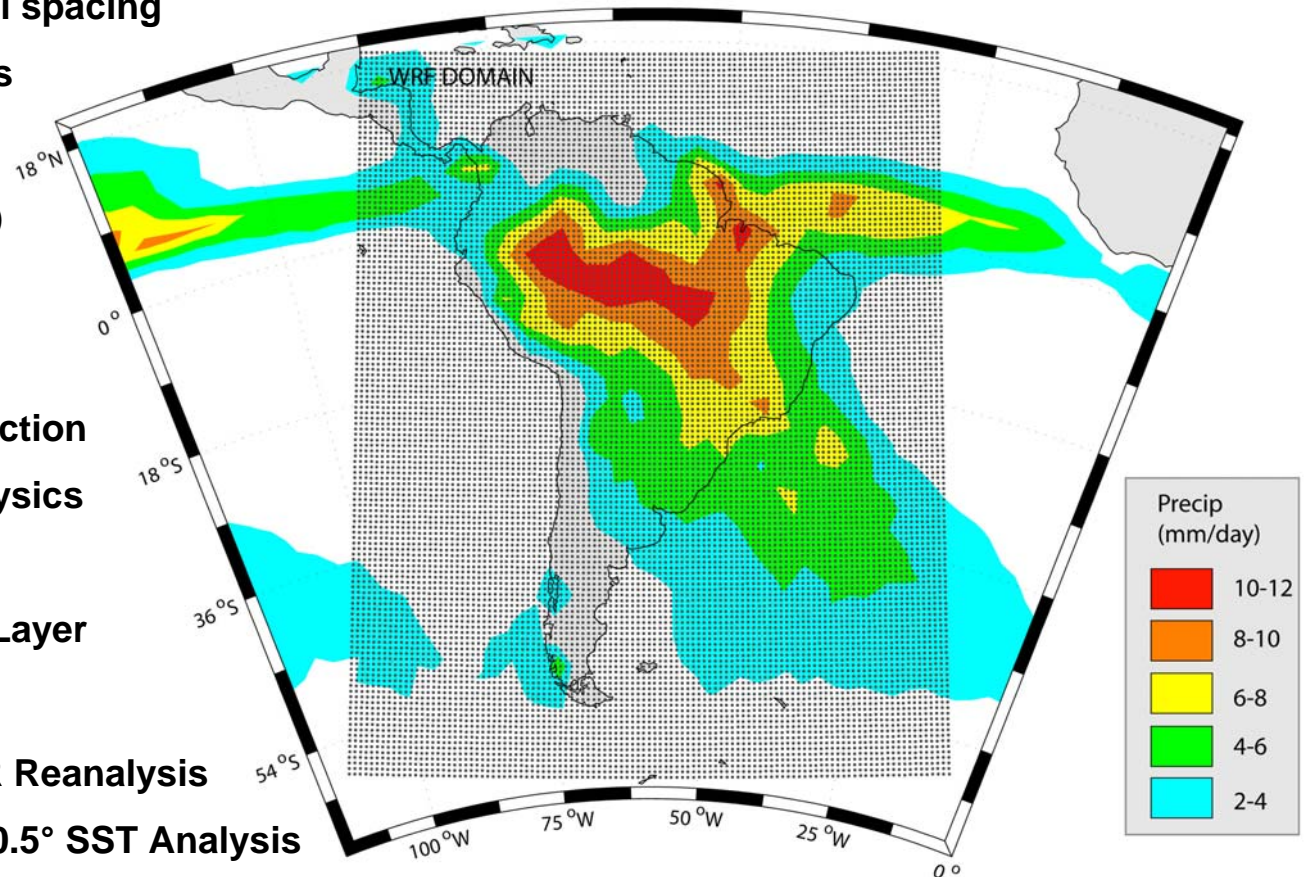 spacing
WRF DOMAIN
18 °N
0 °
18 °S
36 °S
54 °S
100 °W
75 °W
50 °W
25 °W
0 °
ction
ysics
Layer
Reanalysis
0.5° SST Analysis
Precip
(mm/day)
10-12
8-10
6-8
4-6
2-4